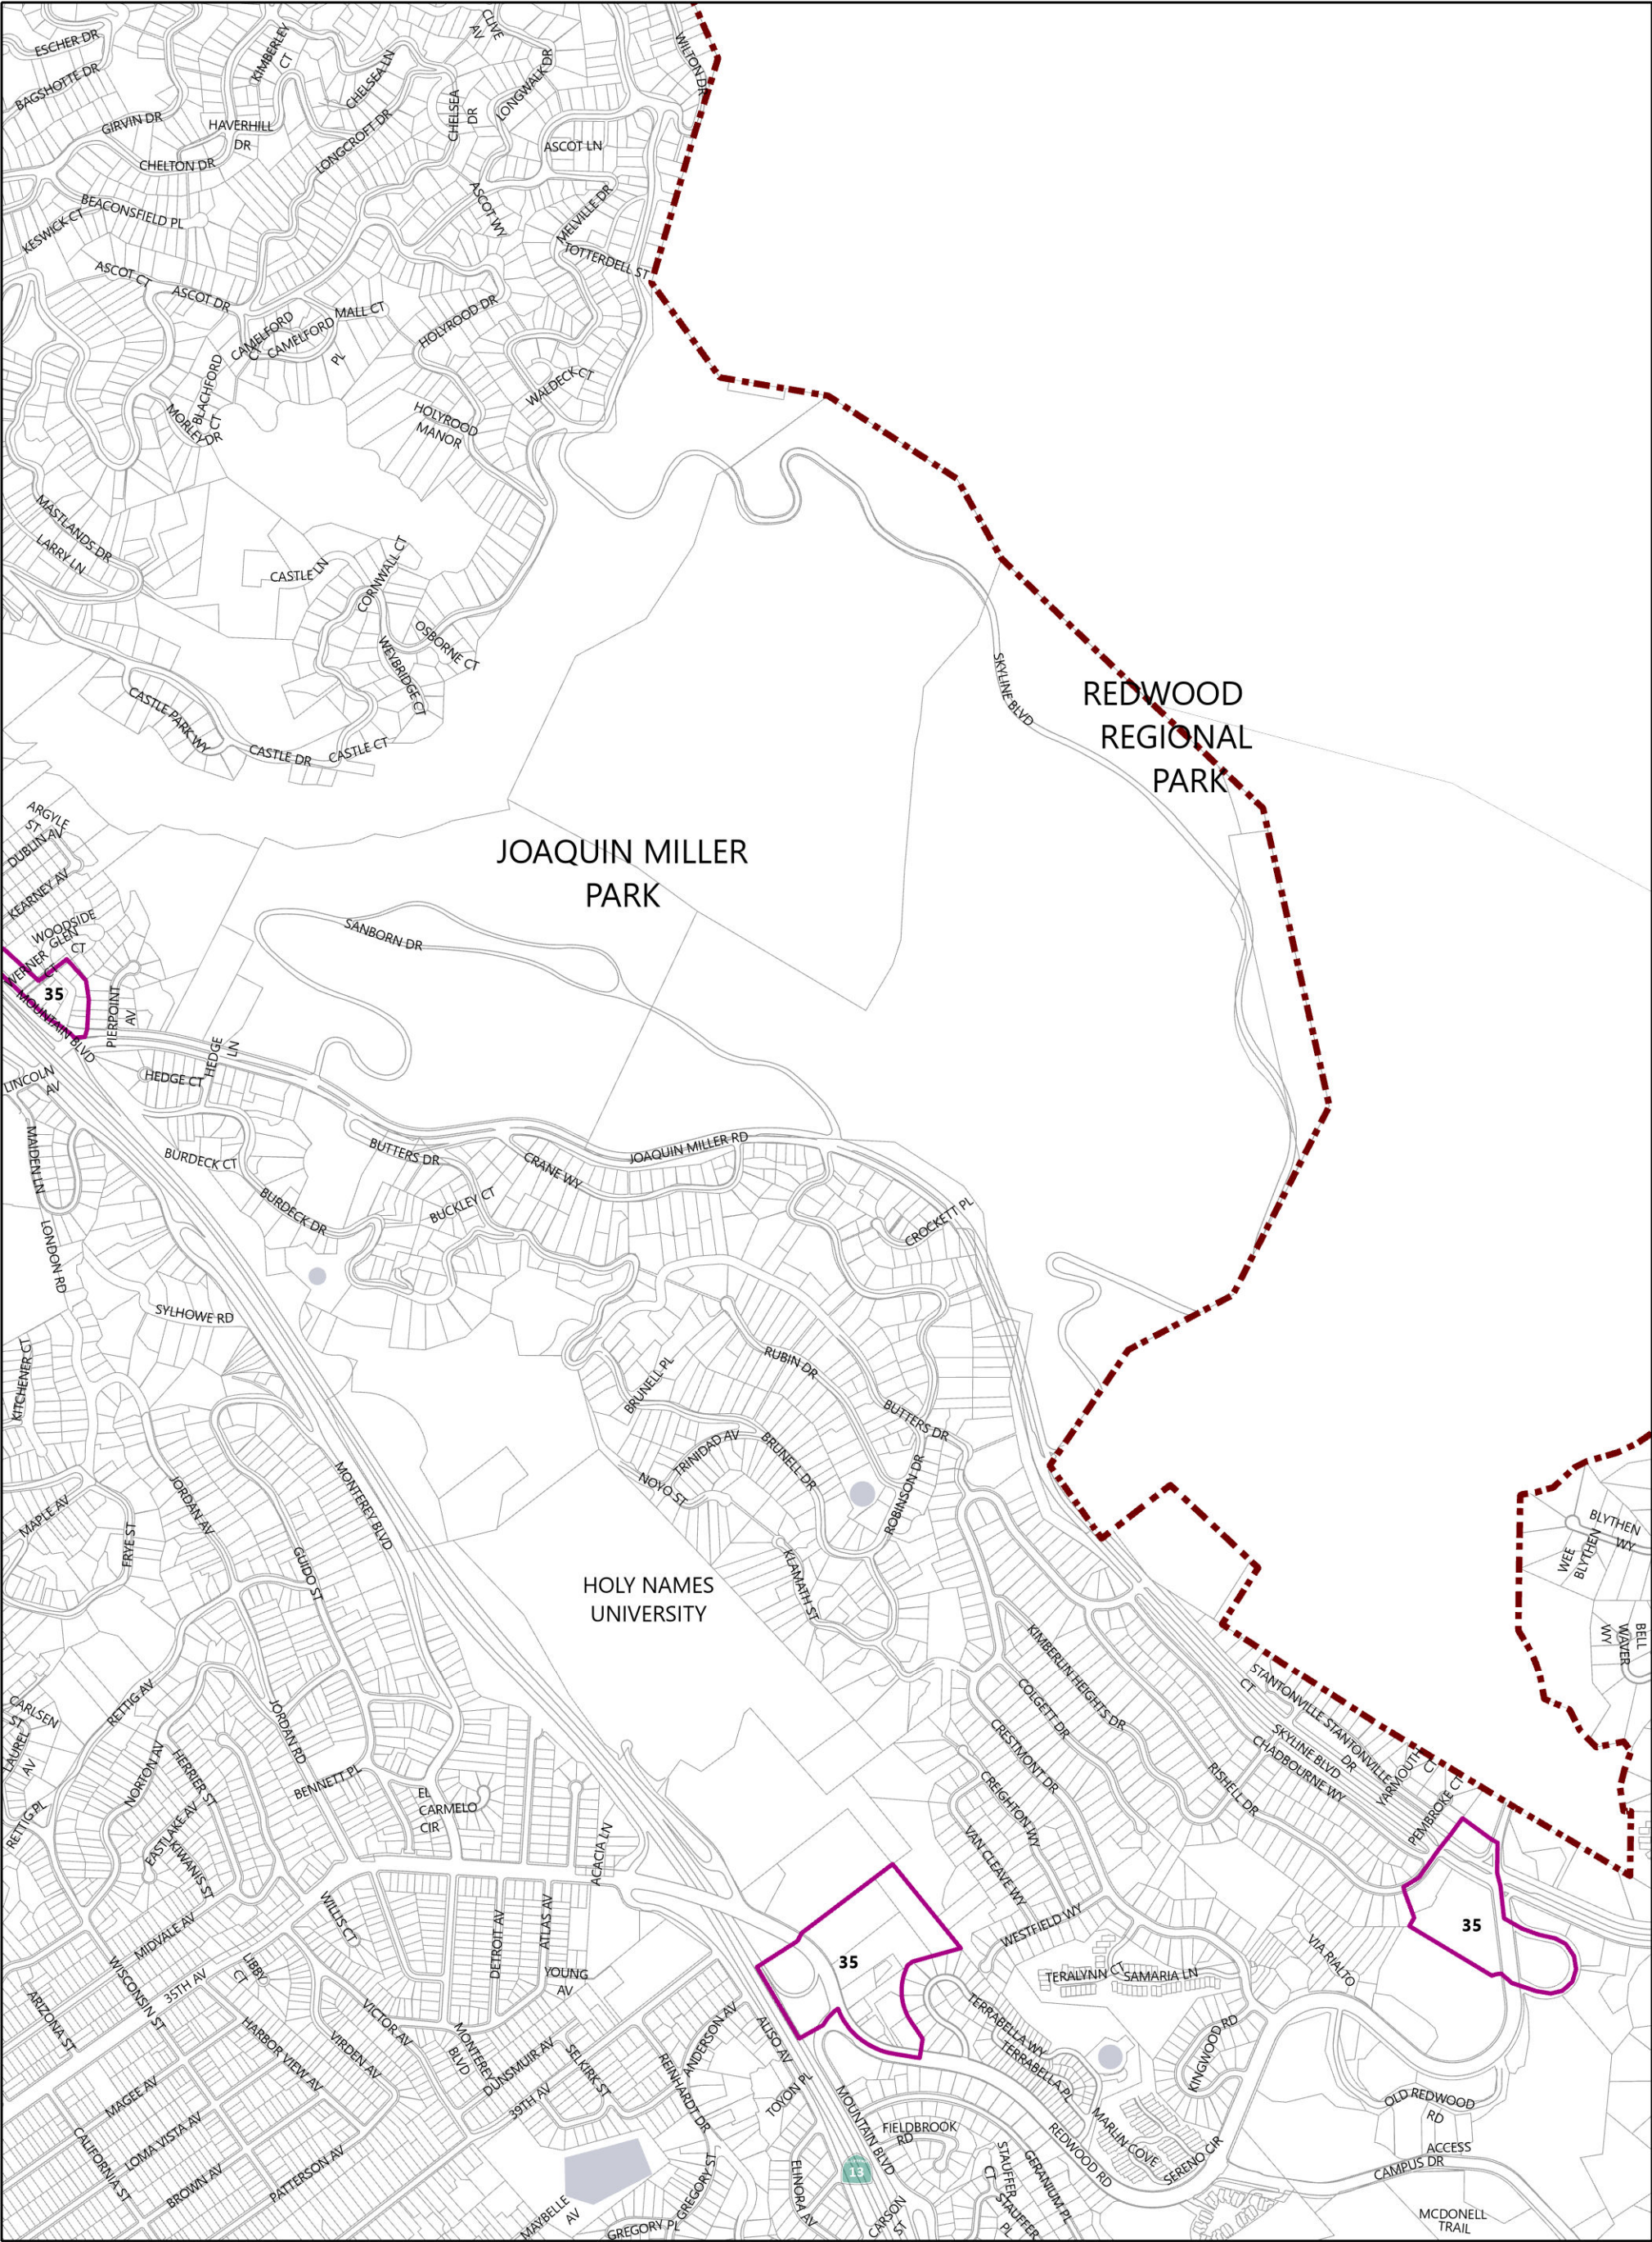 ESCHER DR
BAGSHOTTE DR
KIMBERLEY
CT
CHELSEA LN
CLIVE
AV
LONGWALK DR
WILTON DR
GIRVIN DR
HAVERHILL
DR
LONGCROFT DR
CHELSEA
DR
ASCOT LN
CHELTON DR
BEACONSFIELD PL
KESWICK CT
ASCOT WY
MELVILLE DR
TOTTERDELL ST
ASCOT CT
ASCOT DR
CAMELFORD
CT
CAMELFORD
PL
MALL CT
HOLYROOD DR
BLACHFORD
CT
MORLEY DR
WALDECK CT
HOLYROOD
MANOR
MASTLANDS DR
LARRY LN
CASTLE LN
CORNWALL CT
OSBORNE CT
WEYBRIDGE CT
CASTLE PARK WY
CASTLE DR
CASTLE CT
SKYLINE BLVD
REDWOOD
REGIONAL
PARK
JOAQUIN MILLER
PARK
ARGYLE
ST
DUBLIN AV
KEARNEY AV
WOODSIDE
GLEN
CT
WERNER
CT
35
MOUNTAIN BLVD
PIERPOINT
AV
SANBORN DR
LINCOLN
AV
HEDGE CT
HEDGE
LN
MAIDEN LN
BURDECK CT
BUTTERS DR
CRANE WY
JOAQUIN MILLER RD
BURDECK DR
BUCKLEY CT
CROCKETT PL
LONDON RD
SYLHOWE RD
KITCHENER CT
BRUNELL PL
RUBIN DR
BUTTERS DR
TRINIDAD AV
BRUNELL DR
NOYO ST
ROBINSON DR
MAPLE AV
JORDAN AV
MONTEREY BLVD
FRYE ST
GUIDO ST
KLAMATH ST
HOLY NAMES
UNIVERSITY
BLYTHEN
WY
WEE
BLYTHEN
BELL
WAVER
WY
KIMBERLIN HEIGHTS DR
COLGETT DR
CRESTMONT DR
STANTONVILLE
CT
STANTONVILLE
DR
SKYLINE BLVD
CHADBOURNE WY
YARMOUTH
CT
PEMBROKE CT
RISHELL DR
CARLSEN
ST
LAUREL
AV
RETTIG AV
JORDAN RD
NORTON AV
HERRIER ST
BENNETT PL
EL
CARMELO
CIR
RETTIG PL
EASTLAKE AV
KIWANIS ST
ACACIA LN
CREIGHTON WY
VAN CLEAVE WY
WESTFIELD WY
35
35
VIA RIALTO
MIDVALE AV
WILLIS CT
DETROIT AV
ATLAS AV
YOUNG
AV
TERALYNN CT
SAMARIA LN
WISCONSIN ST
35TH AV
LIBBY
CT
ARIZONA ST
HARBOR VIEW AV
VICTOR AV
VIRDEN AV
MONTEREY
BLVD
DUNSMUIR AV
SELKIRK ST
39TH AV
REINHARDT DR
ANDERSON AV
ALISO AV
TERRABELLA WY
TERRABELLA PL
KINGWOOD RD
MAGEE AV
LOMA VISTA AV
CALIFORNIA ST
BROWN AV
PATTERSON AV
TOYON PL
MOUNTAIN BLVD
FIELDBROOK
RD
REDWOOD RD
MARLIN COVE
SERENO CIR
OLD REDWOOD
RD
ACCESS
CAMPUS DR
MCDONELL
TRAIL
13
ELINORA AV
STAUFFER
CT
GERANIUM PL
STAUFFER
PL
CARSON
ST
MAYBELLE
AV
GREGORY ST
GREGORY PL